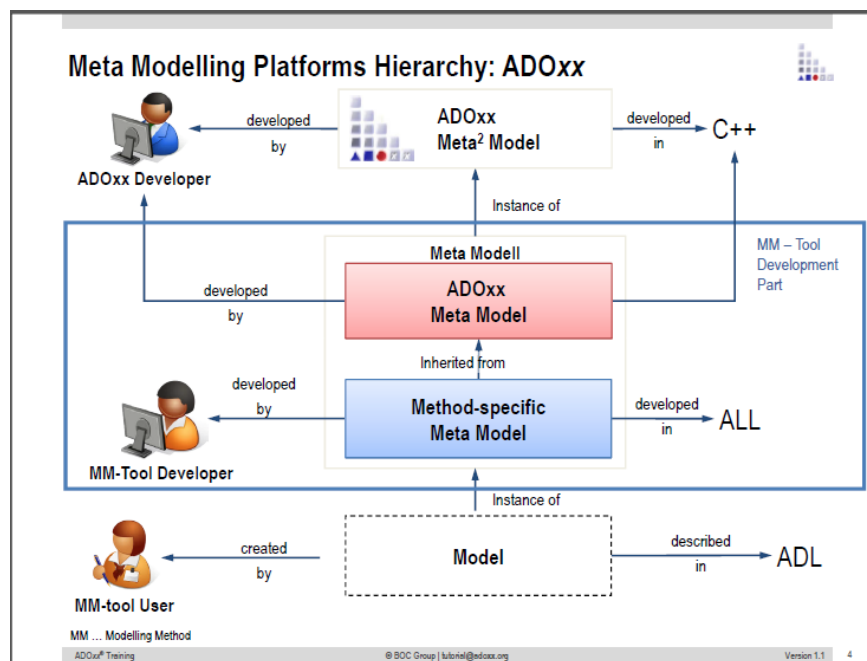 Meta Modelling Platforms Hierarchy: ADOxx
developed
by
ADOxx
Meta² Model
developed
in
C++
ADOxx Developer
Instance of
Meta Modell
MM – Tool
Development
Part
developed
by
ADOxx
Meta Model
Inherited from
developed
by
Method-specific
Meta Model
developed
in
ALL
MM-Tool Developer
Instance of
created
by
Model
described
in
ADL
MM-tool User
MM ... Modelling Method
ADOxx® Training
© BOC Group | tutorial@adoxx.org
Version 1.1
4